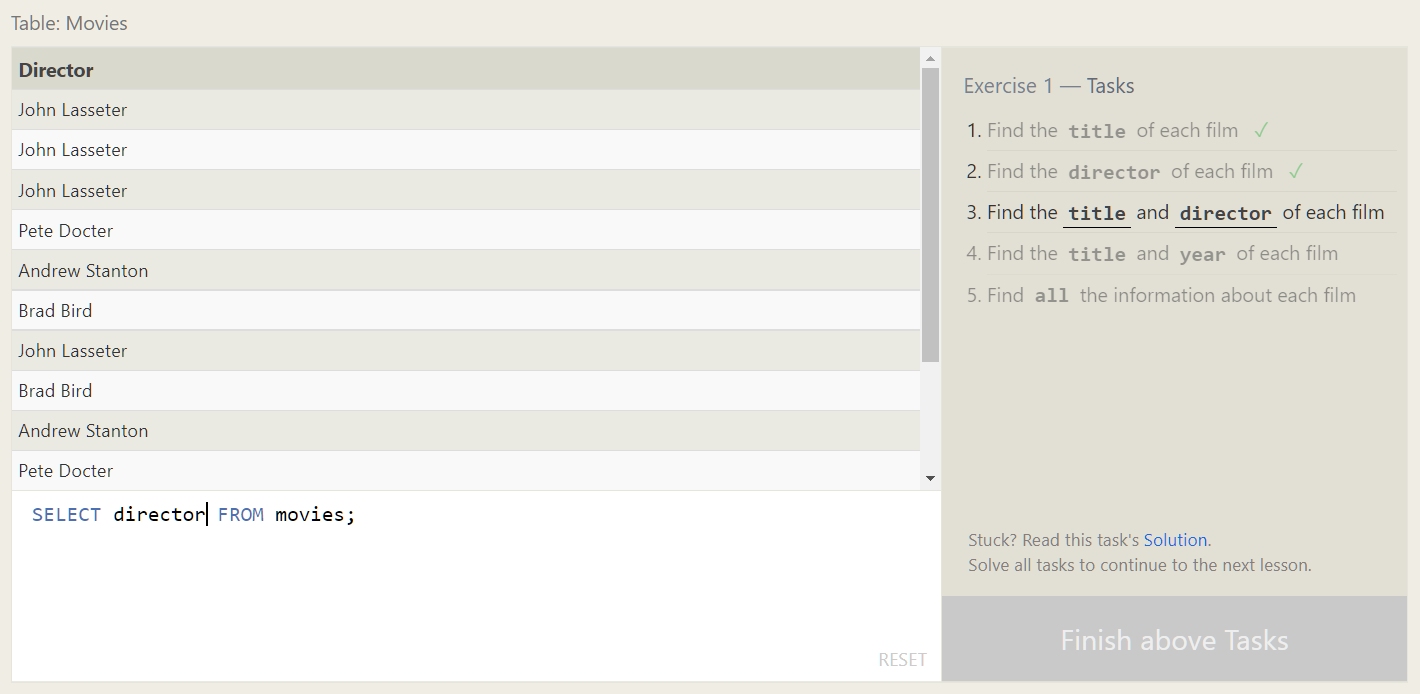 Table: Movies
Director
John Lasseter
John Lasseter
John Lasseter
Pete Docter
Andrew Stanton
Brad Bird
John Lasseter
Brad Bird
Andrew Stanton
Pete Docter
SELECT director FROM movies;
RESET
Exercise 1 — Tasks
1. Find the title of each film ✓
2. Find the director of each film ✓
3. Find the title and director of each film
4. Find the title and year of each film
5. Find all the information about each film
Stuck? Read this task's Solution.
Solve all tasks to continue to the next lesson.
Finish above Tasks